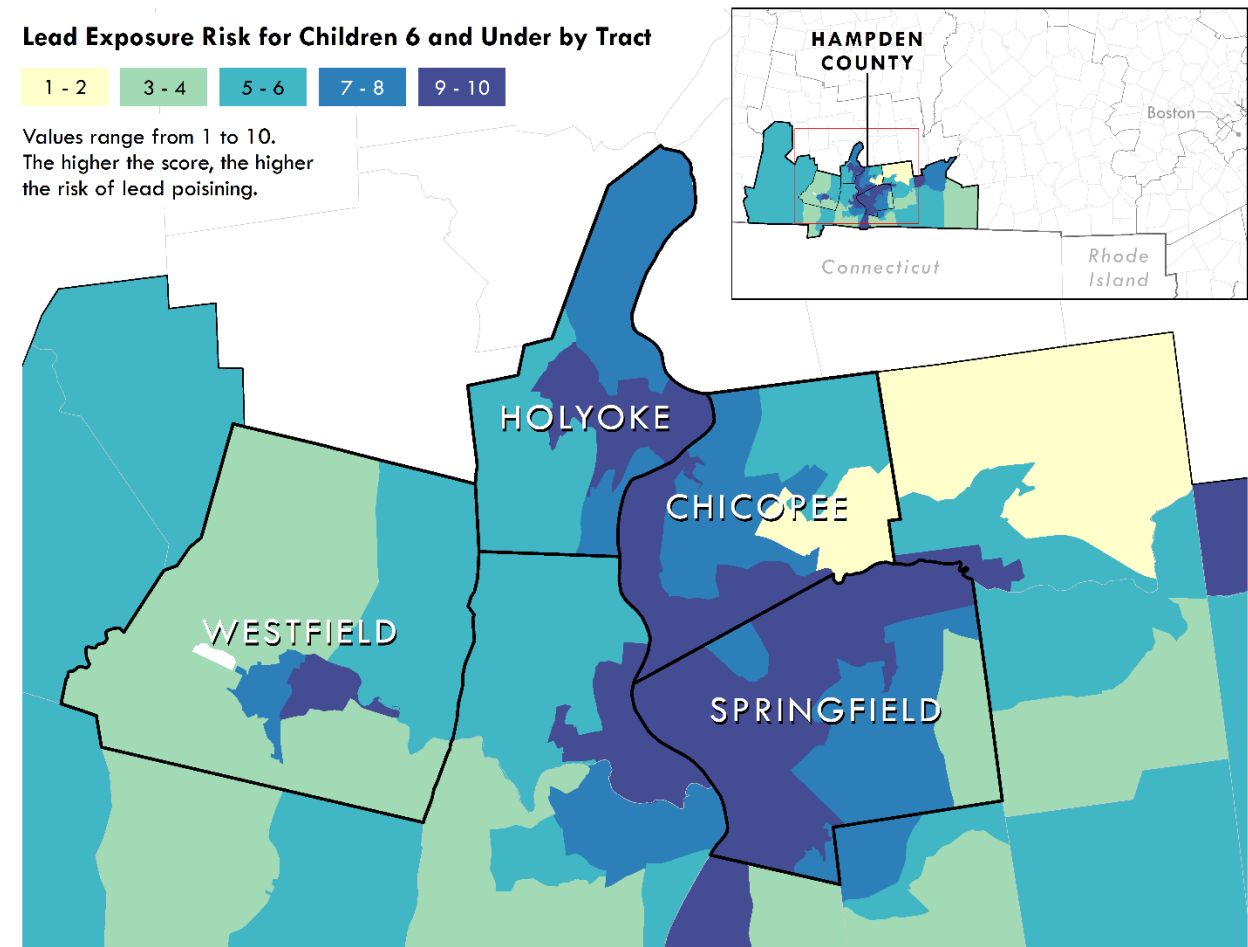 Lead Exposure Risk for Children 6 and Under by Tract
1 - 2
3 - 4
5 - 6
7 - 8
9 - 10
Values range from 1 to 10.
The higher the score, the higher
the risk of lead poisining.
HAMPDEN
COUNTY
Boston
Connecticut
Rhode
Island
HOLYOKE
CHICOPEE
WESTFIELD
SPRINGFIELD